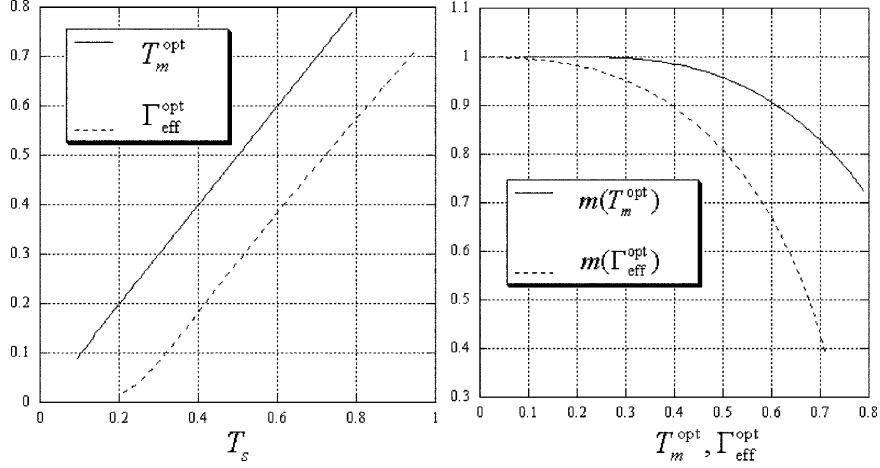 0.8
0.7
0.6
0.5
0.4
0.3
0.2
0.1
0
0 0.2 0.4 0.6 0.8 1
T_m^opt
Γ_eff^opt
T_s
1.1
1
0.9
0.8
0.7
0.6
0.5
0.4
0.3
0 0.1 0.2 0.3 0.4 0.5 0.6 0.7 0.8
m(T_m^opt)
m(Γ_eff^opt)
T_m^opt, Γ_eff^opt